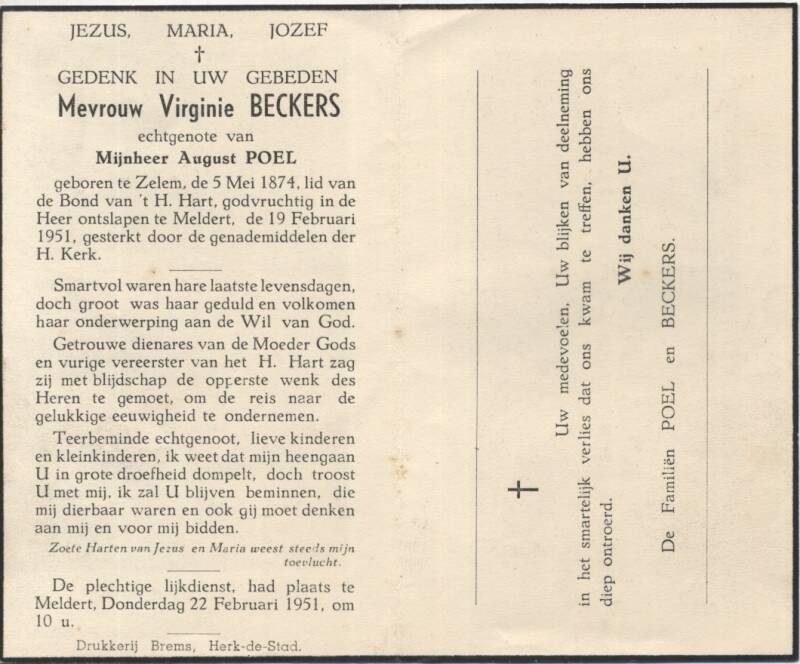 JEZUS, MARIA, JOZEF
†
GEDENK IN UW GEBEDEN
Mevrouw Virginie BECKERS
echtgenote van
Mijnheer August POEL
geboren te Zelem, de 5 Mei 1874, lid van
de Bond van 't H. Hart, godvruchtig in de
Heer ontslapen te Meldert, de 19 Februari
1951, gesterkt door de genademiddelen der
H. Kerk.
Smartvol waren hare laatste levensdagen,
doch groot was haar geduld en volkomen
haar onderwerping aan de Wil van God.
Getrouwe dienares van de Moeder Gods
en vurige vereerster van het H. Hart zag
zij met blijdschap de opperste wenk des
Heren te gemoet, om de reis naar de
gelukkige eeuwigheid te ondernemen.
Teerbeminde echtgenoot, lieve kinderen
en kleinkinderen, ik weet dat mijn heengaan
U in grote droefheid dompelt, doch troost
U met mij, ik zal U blijven beminnen, die
mij dierbaar waren en ook gij moet denken
aan mij en voor mij bidden.
Zoete Harten van Jezus en Maria weest steeds mijn
toevlucht.
De plechtige lijkdienst, had plaats te
Meldert, Donderdag 22 Februari 1951, om
10 u.
Drukkerij Brems, Herk-de-Stad.
†
Uw medevoelen, Uw blijken van deelneming
in het smartelijk verlies dat ons kwam te treffen, hebben ons
diep ontroerd.
Wij danken U.
De Familiën POEL en BECKERS.